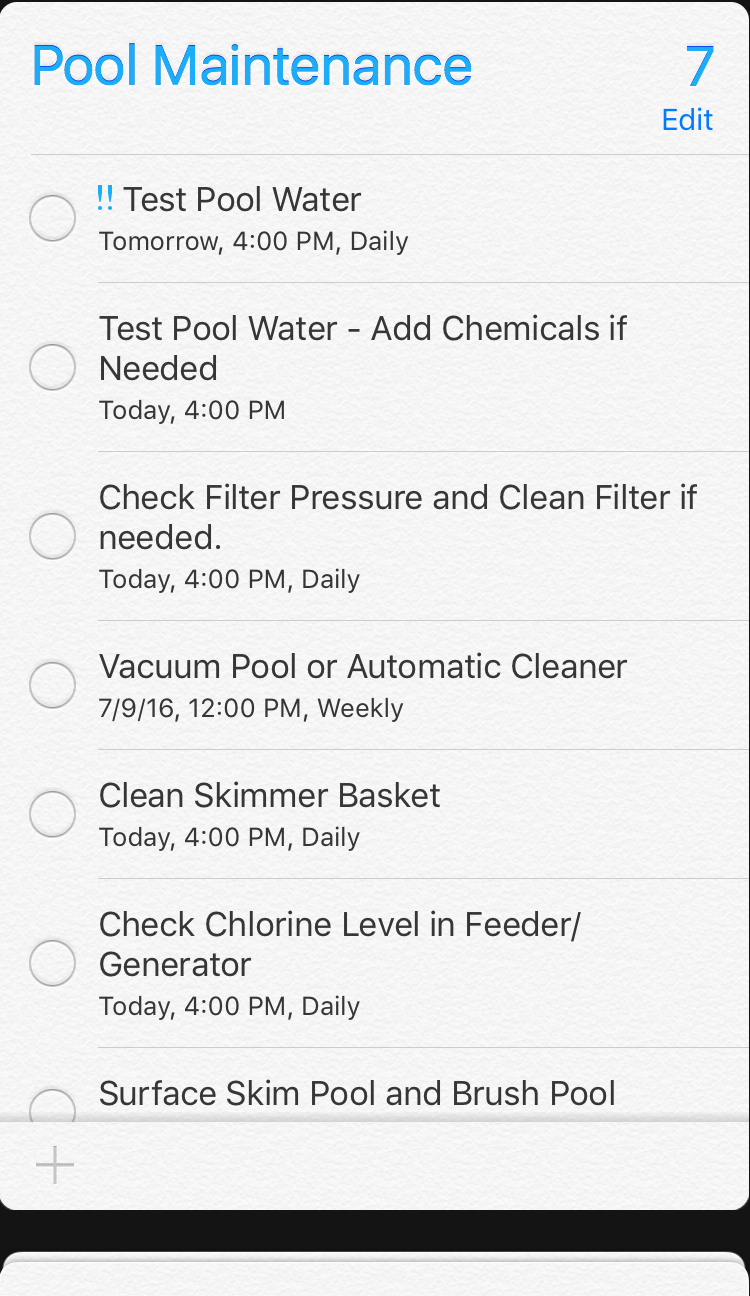 Pool Maintenance
7
Edit
!! Test Pool Water
Tomorrow, 4:00 PM, Daily
Test Pool Water - Add Chemicals if
Needed
Today, 4:00 PM
Check Filter Pressure and Clean Filter if
needed.
Today, 4:00 PM, Daily
Vacuum Pool or Automatic Cleaner
7/9/16, 12:00 PM, Weekly
Clean Skimmer Basket
Today, 4:00 PM, Daily
Check Chlorine Level in Feeder/
Generator
Today, 4:00 PM, Daily
Surface Skim Pool and Brush Pool